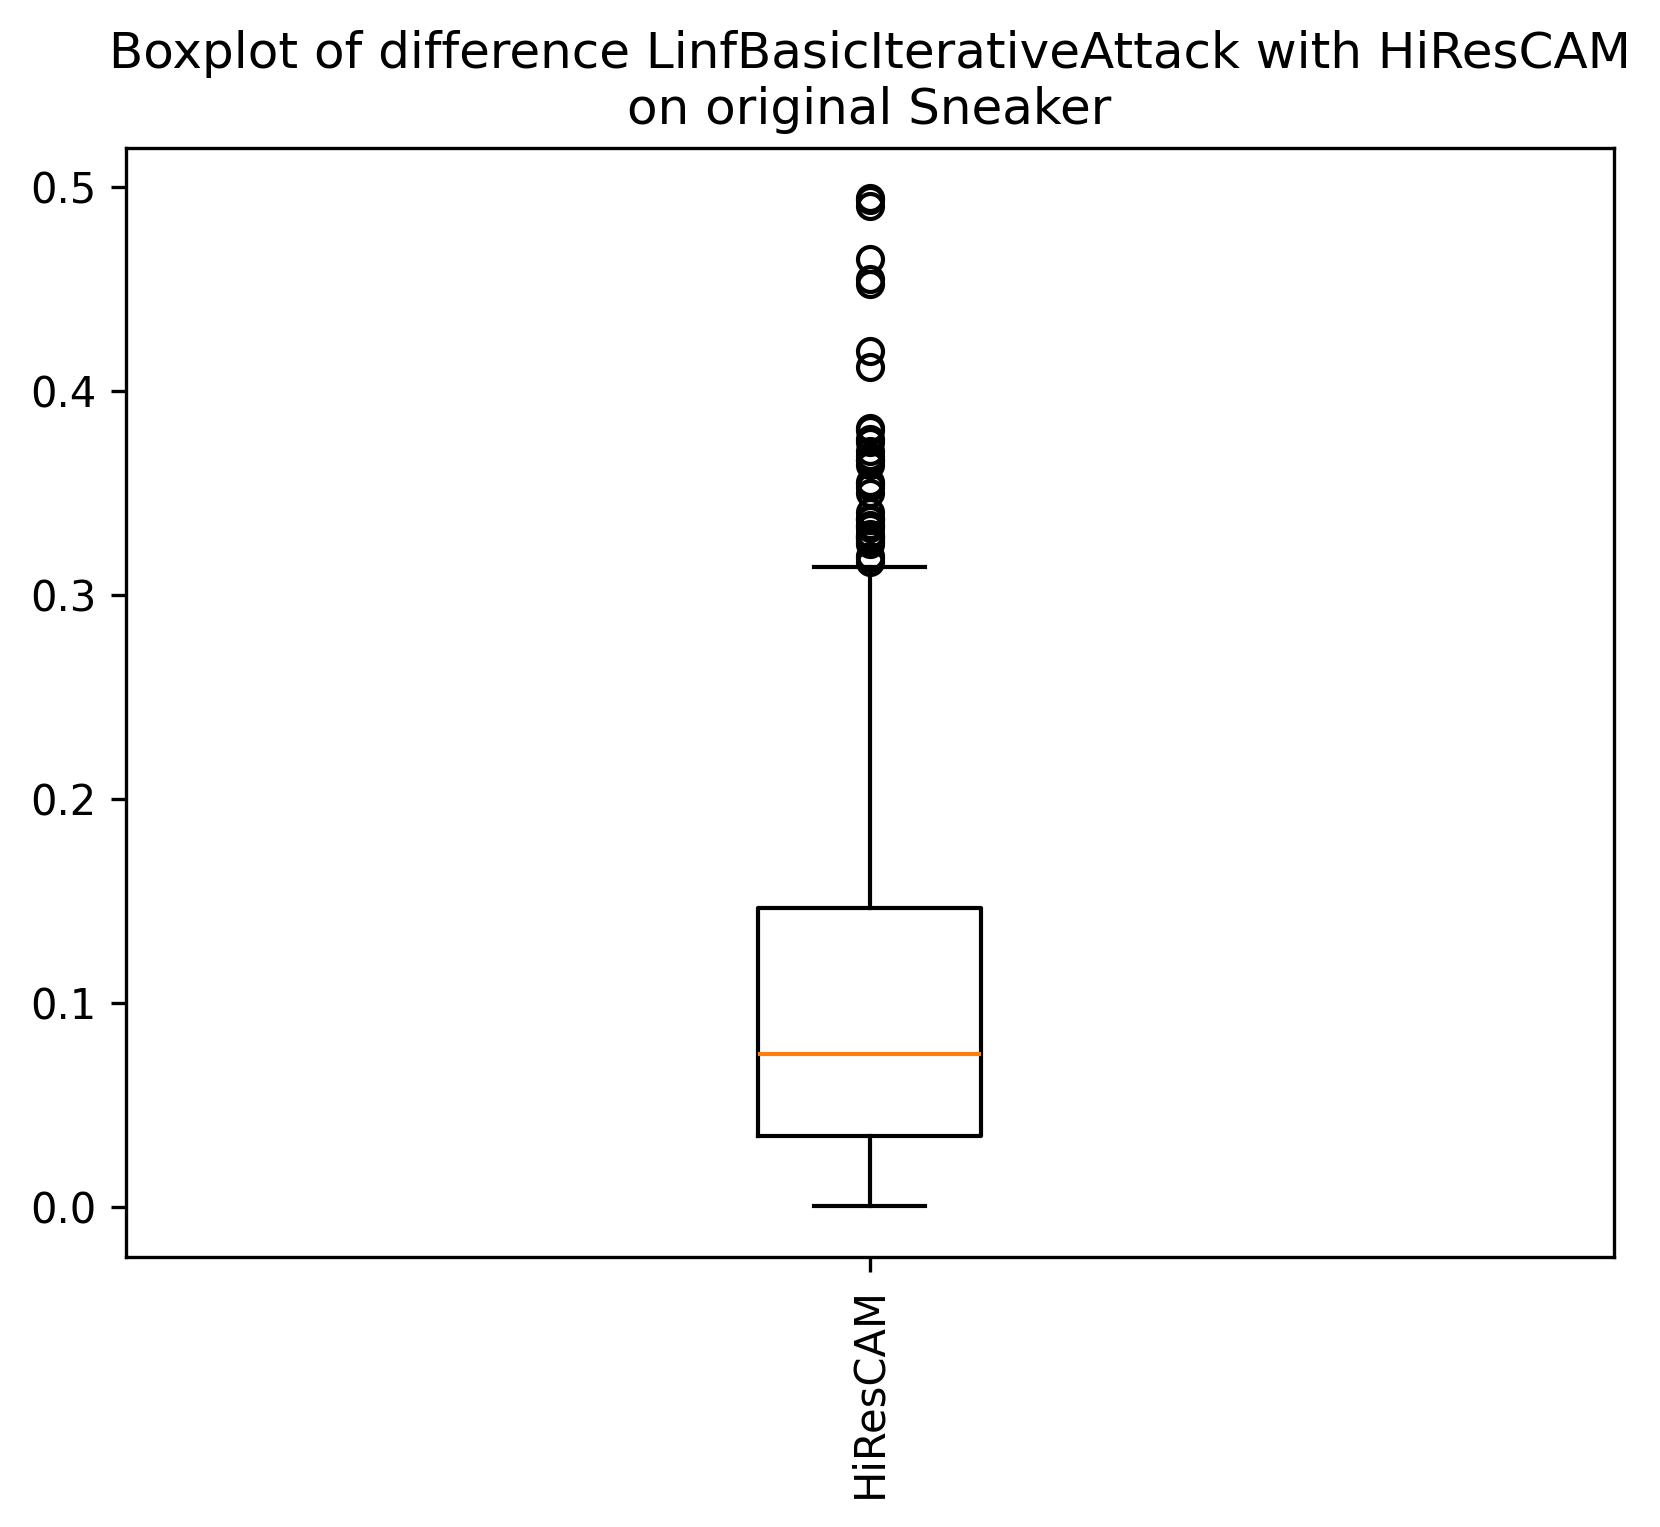 Boxplot of difference LinfBasicIterativeAttack with HiResCAM
on original Sneaker
0.5
0.4
0.3
0.2
0.1
0.0
HiResCAM